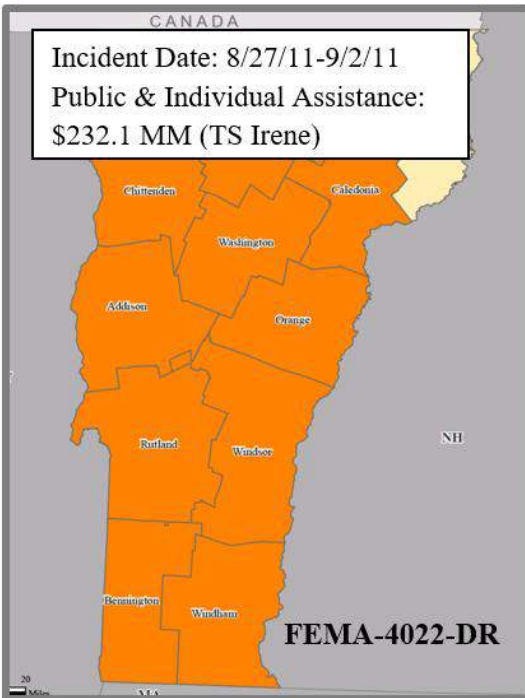 CANADA
Incident Date: 8/27/11-9/2/11
Public & Individual Assistance:
$232.1 MM (TS Irene)
Chittenden
Caledonia
Washington
Addison
Orange
Rutland
Windsor
NH
Bennington
Windham
FEMA-4022-DR
20
Miles
MA